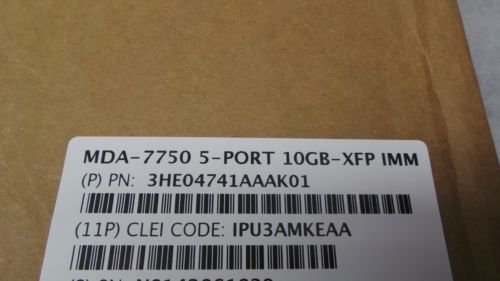 MDA-7750 5-PORT 10GB-XFP IMM
(P) PN: 3HE04741AAAK01
(11P) CLEI CODE: IPU3AMKEAA